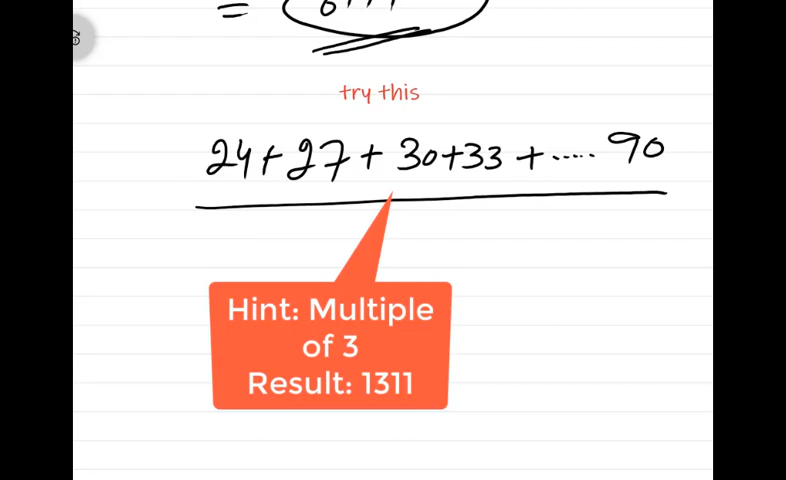 =
try this
24+27+30+33+..... 90
Hint: Multiple
of 3
Result: 1311